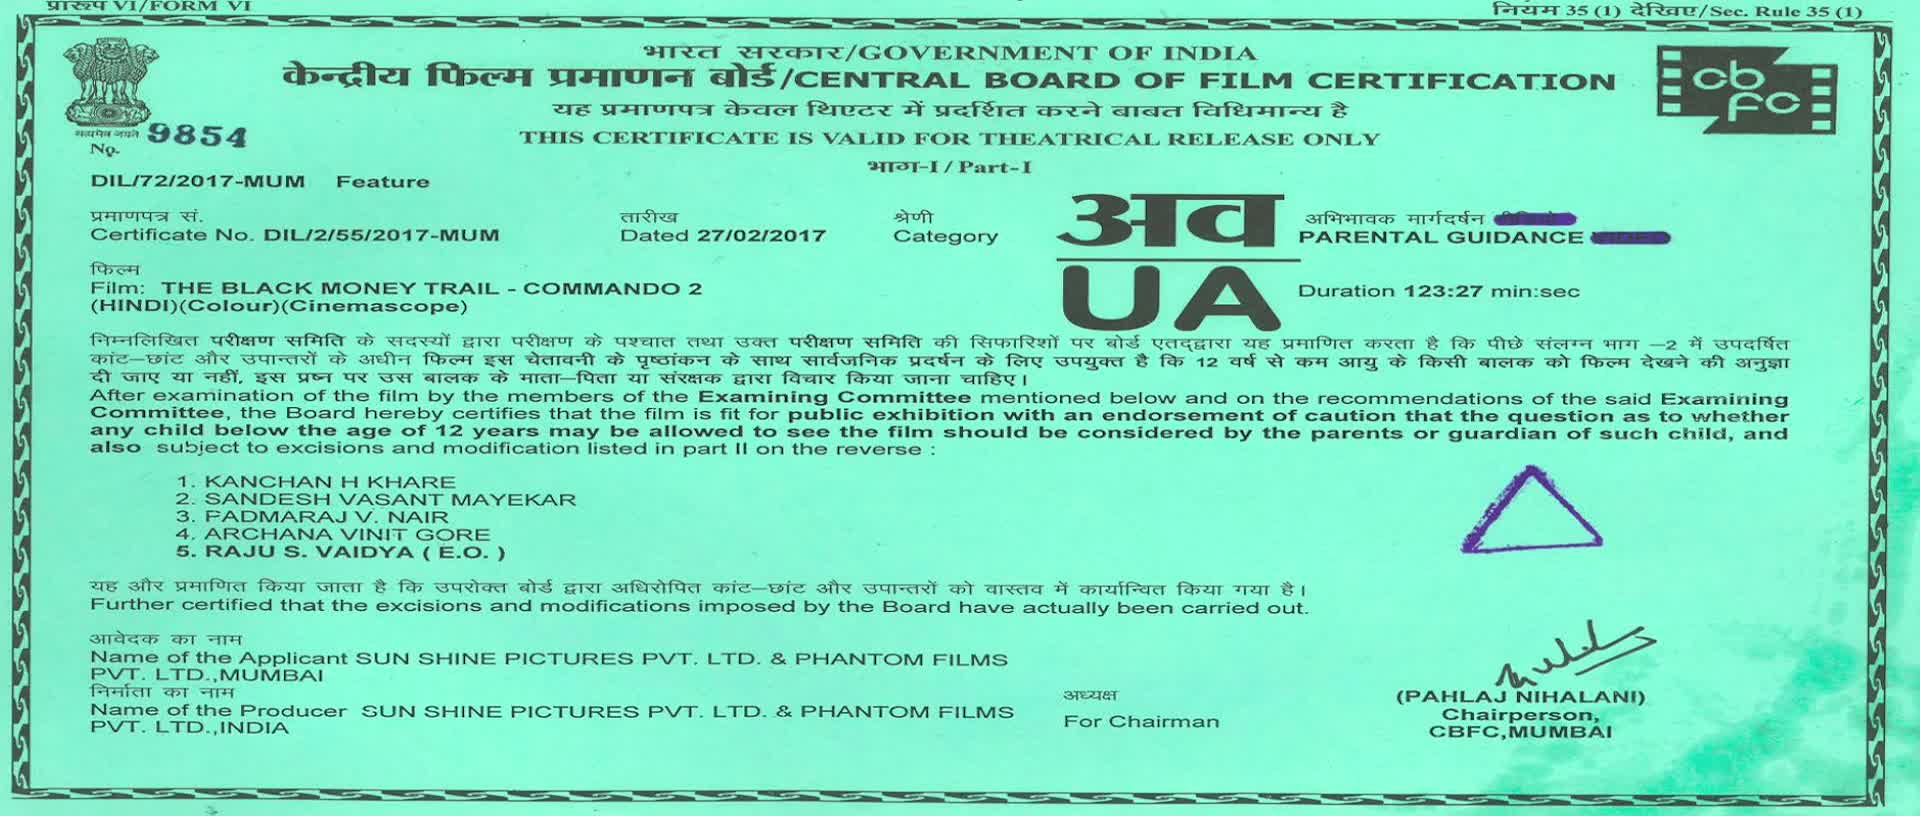 प्रारूप VI/FORM VI
नियम 35 (1) देखिए/Sec. Rule 35 (1)
भारत सरकार/GOVERNMENT OF INDIA
केन्द्रीय फिल्म प्रमाणन बोर्ड/CENTRAL BOARD OF FILM CERTIFICATION
cbfc
यह प्रमाणपत्र केवल थिएटर में प्रदर्शित करने बाबत विधिमान्य है
सत्यमेव जयते
No. 9854
THIS CERTIFICATE IS VALID FOR THEATRICAL RELEASE ONLY
भाग-I / Part-I
DIL/72/2017-MUM Feature
प्रमाणपत्र सं. तारीख श्रेणी अव अभिभावक मार्गदर्शन
Certificate No. DIL/2/55/2017-MUM Dated 27/02/2017 Category PARENTAL GUIDANCE
फिल्म
Film: THE BLACK MONEY TRAIL - COMMANDO 2 UA Duration 123:27 min:sec
(HINDI)(Colour)(Cinemascope)
निम्नलिखित परीक्षण समिति के सदस्यों द्वारा परीक्षण के पश्चात तथा उक्त परीक्षण समिति की सिफारिशों पर बोर्ड एतद्द्वारा यह प्रमाणित करता है कि पीछे संलग्न भाग –2 में उपदर्षित
कांट–छांट और उपान्तरों के अधीन फिल्म इस चेतावनी के पृष्ठांकन के साथ सार्वजनिक प्रदर्षन के लिए उपयुक्त है कि 12 वर्ष से कम आयु के किसी बालक को फिल्म देखने की अनुज्ञा
दी जाए या नहीं, इस प्रष्न पर उस बालक के माता–पिता या संरक्षक द्वारा विचार किया जाना चाहिए।
After examination of the film by the members of the Examining Committee mentioned below and on the recommendations of the said Examining
Committee, the Board hereby certifies that the film is fit for public exhibition with an endorsement of caution that the question as to whether
any child below the age of 12 years may be allowed to see the film should be considered by the parents or guardian of such child, and
also subject to excisions and modification listed in part II on the reverse :
1. KANCHAN H KHARE
2. SANDESH VASANT MAYEKAR
3. PADMARAJ V. NAIR
4. ARCHANA VINIT GORE
5. RAJU S. VAIDYA ( E.O. )
यह और प्रमाणित किया जाता है कि उपरोक्त बोर्ड द्वारा अधिरोपित कांट–छांट और उपान्तरों को वास्तव में कार्यान्वित किया गया है।
Further certified that the excisions and modifications imposed by the Board have actually been carried out.
आवेदक का नाम
Name of the Applicant SUN SHINE PICTURES PVT. LTD. & PHANTOM FILMS
PVT. LTD.,MUMBAI
निर्माता का नाम
Name of the Producer SUN SHINE PICTURES PVT. LTD. & PHANTOM FILMS
PVT. LTD.,INDIA
अध्यक्ष
For Chairman
(PAHLAJ NIHALANI)
Chairperson,
CBFC,MUMBAI